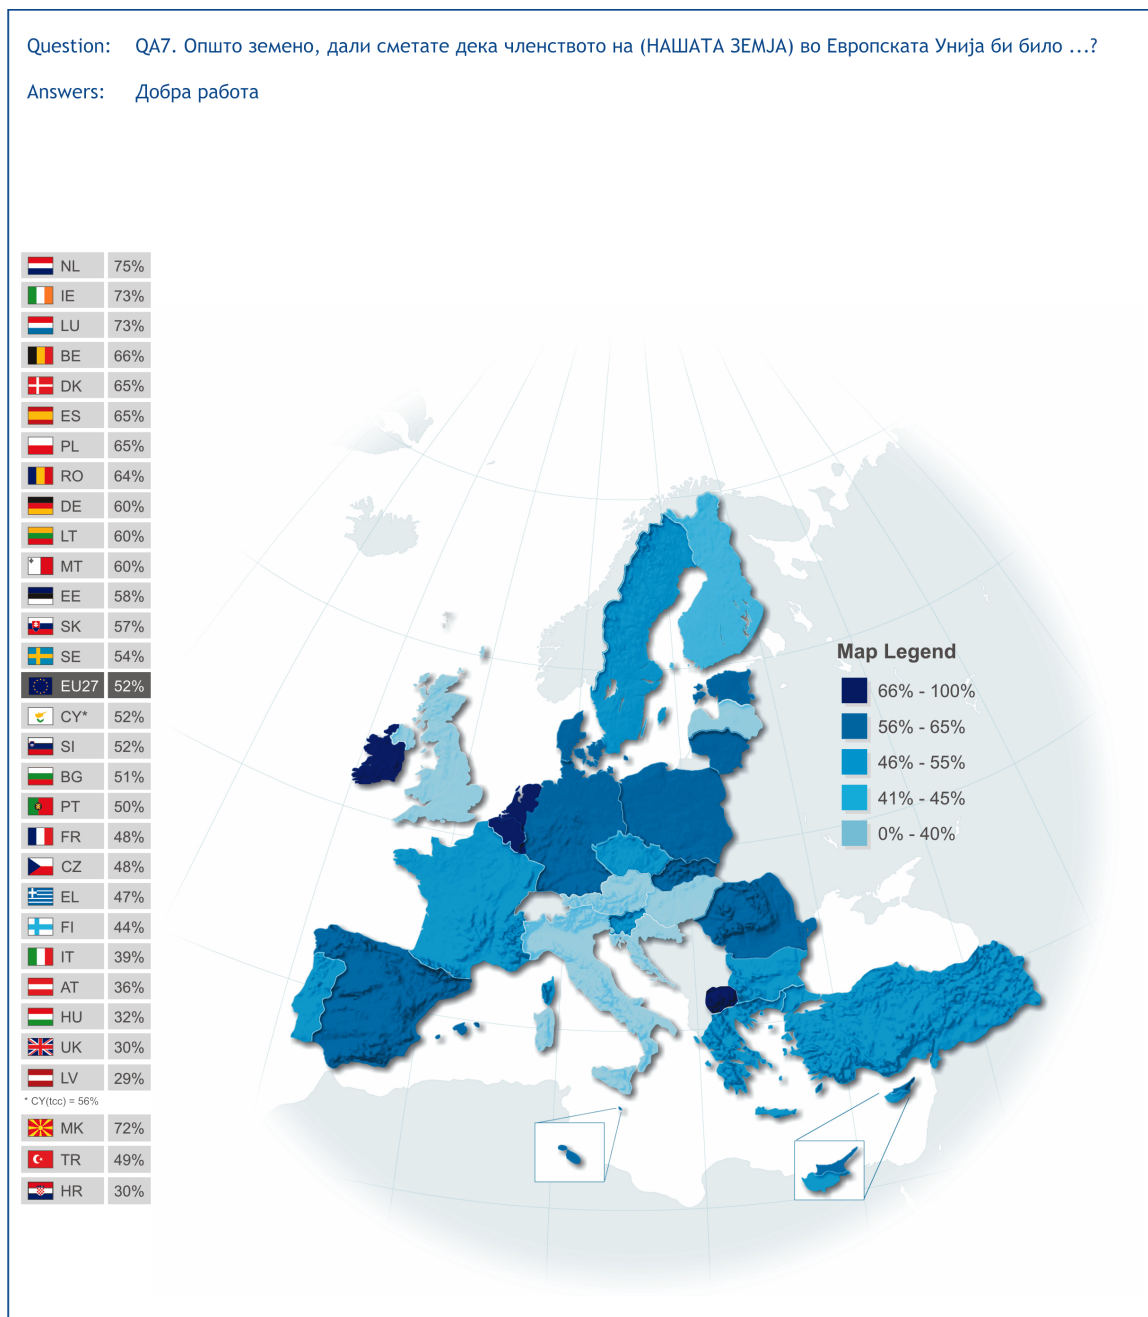 Question: QA7. Општо земено, дали сметате дека членството на (НАШАТА ЗЕМЈА) во Европската Унија би било ...?
Answers: Добра работа
NL 75%
IE 73%
LU 73%
BE 66%
DK 65%
ES 65%
PL 65%
RO 64%
DE 60%
LT 60%
MT 60%
EE 58%
SK 57%
SE 54%
EU27 52%
CY* 52%
SI 52%
BG 51%
PT 50%
FR 48%
CZ 48%
EL 47%
FI 44%
IT 39%
AT 36%
HU 32%
UK 30%
LV 29%
* CY(tcc) = 56%
MK 72%
TR 49%
HR 30%
Map Legend
66% - 100%
56% - 65%
46% - 55%
41% - 45%
0% - 40%